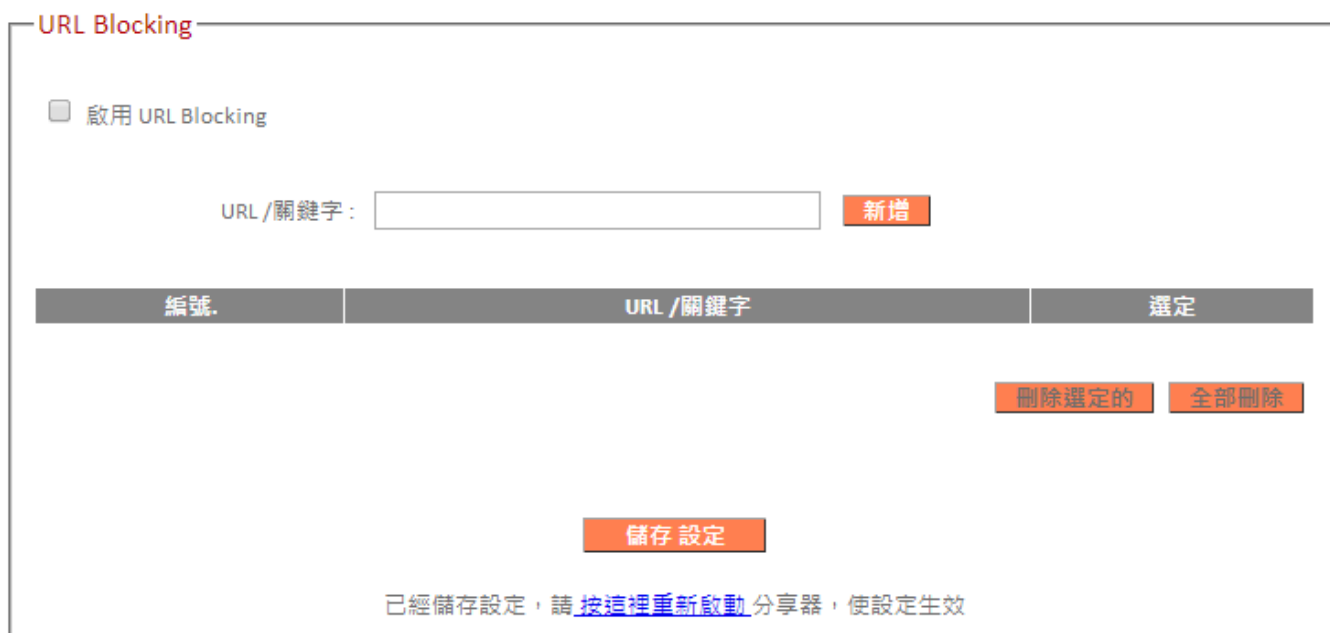 URL Blocking
啟用 URL Blocking
URL /關鍵字 : 新增
編號. URL /關鍵字 選定
刪除選定的 全部刪除
儲存 設定
已經儲存設定，請 按這裡重新啟動 分享器，使設定生效